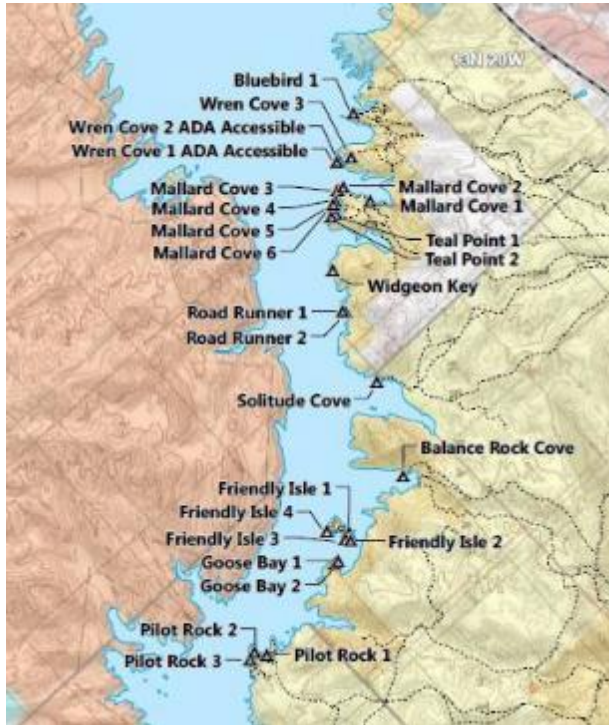 13N 20W
Bluebird 1
Wren Cove 3
Wren Cove 2 ADA Accessible
Wren Cove 1 ADA Accessible
Mallard Cove 3
Mallard Cove 2
Mallard Cove 4
Mallard Cove 1
Mallard Cove 5
Teal Point 1
Mallard Cove 6
Teal Point 2
Widgeon Key
Road Runner 1
Road Runner 2
Solitude Cove
Balance Rock Cove
Friendly Isle 1
Friendly Isle 4
Friendly Isle 3
Friendly Isle 2
Goose Bay 1
Goose Bay 2
Pilot Rock 2
Pilot Rock 1
Pilot Rock 3